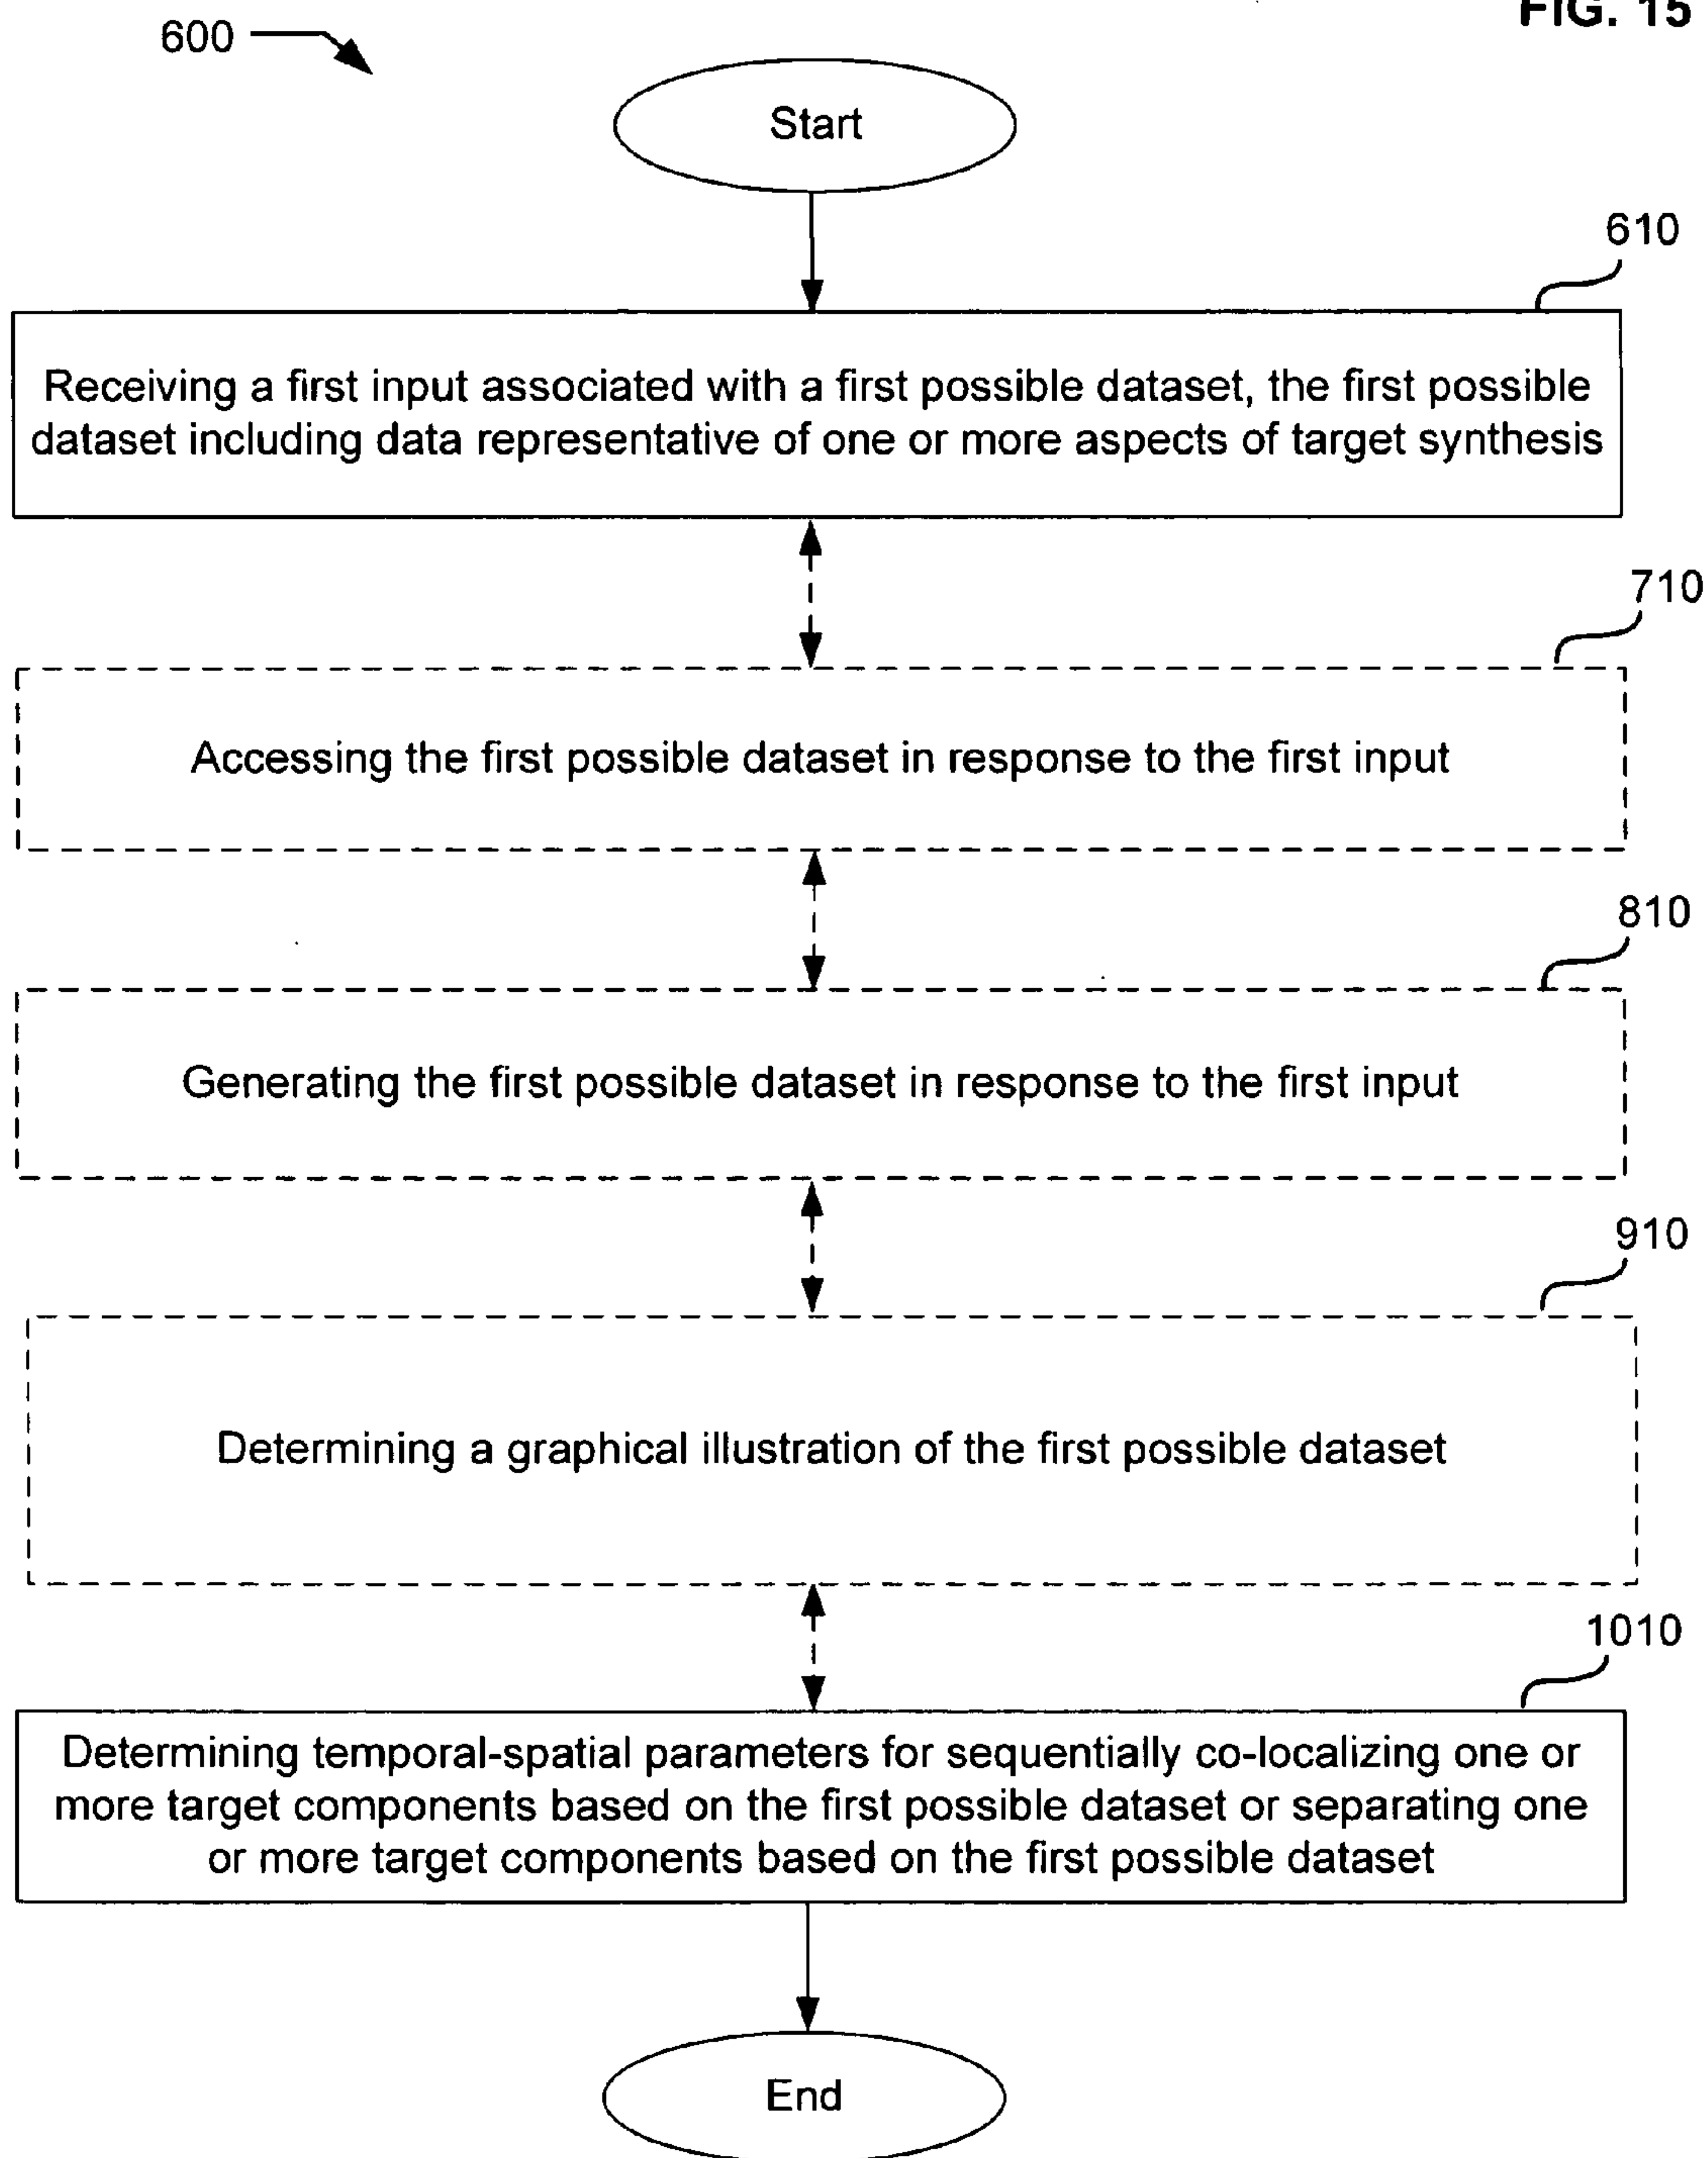 FIG. 15
600
Start
610
Receiving a first input associated with a first possible dataset, the first possible
dataset including data representative of one or more aspects of target synthesis
710
Accessing the first possible dataset in response to the first input
810
Generating the first possible dataset in response to the first input
910
Determining a graphical illustration of the first possible dataset
1010
Determining temporal-spatial parameters for sequentially co-localizing one or
more target components based on the first possible dataset or separating one
or more target components based on the first possible dataset
End